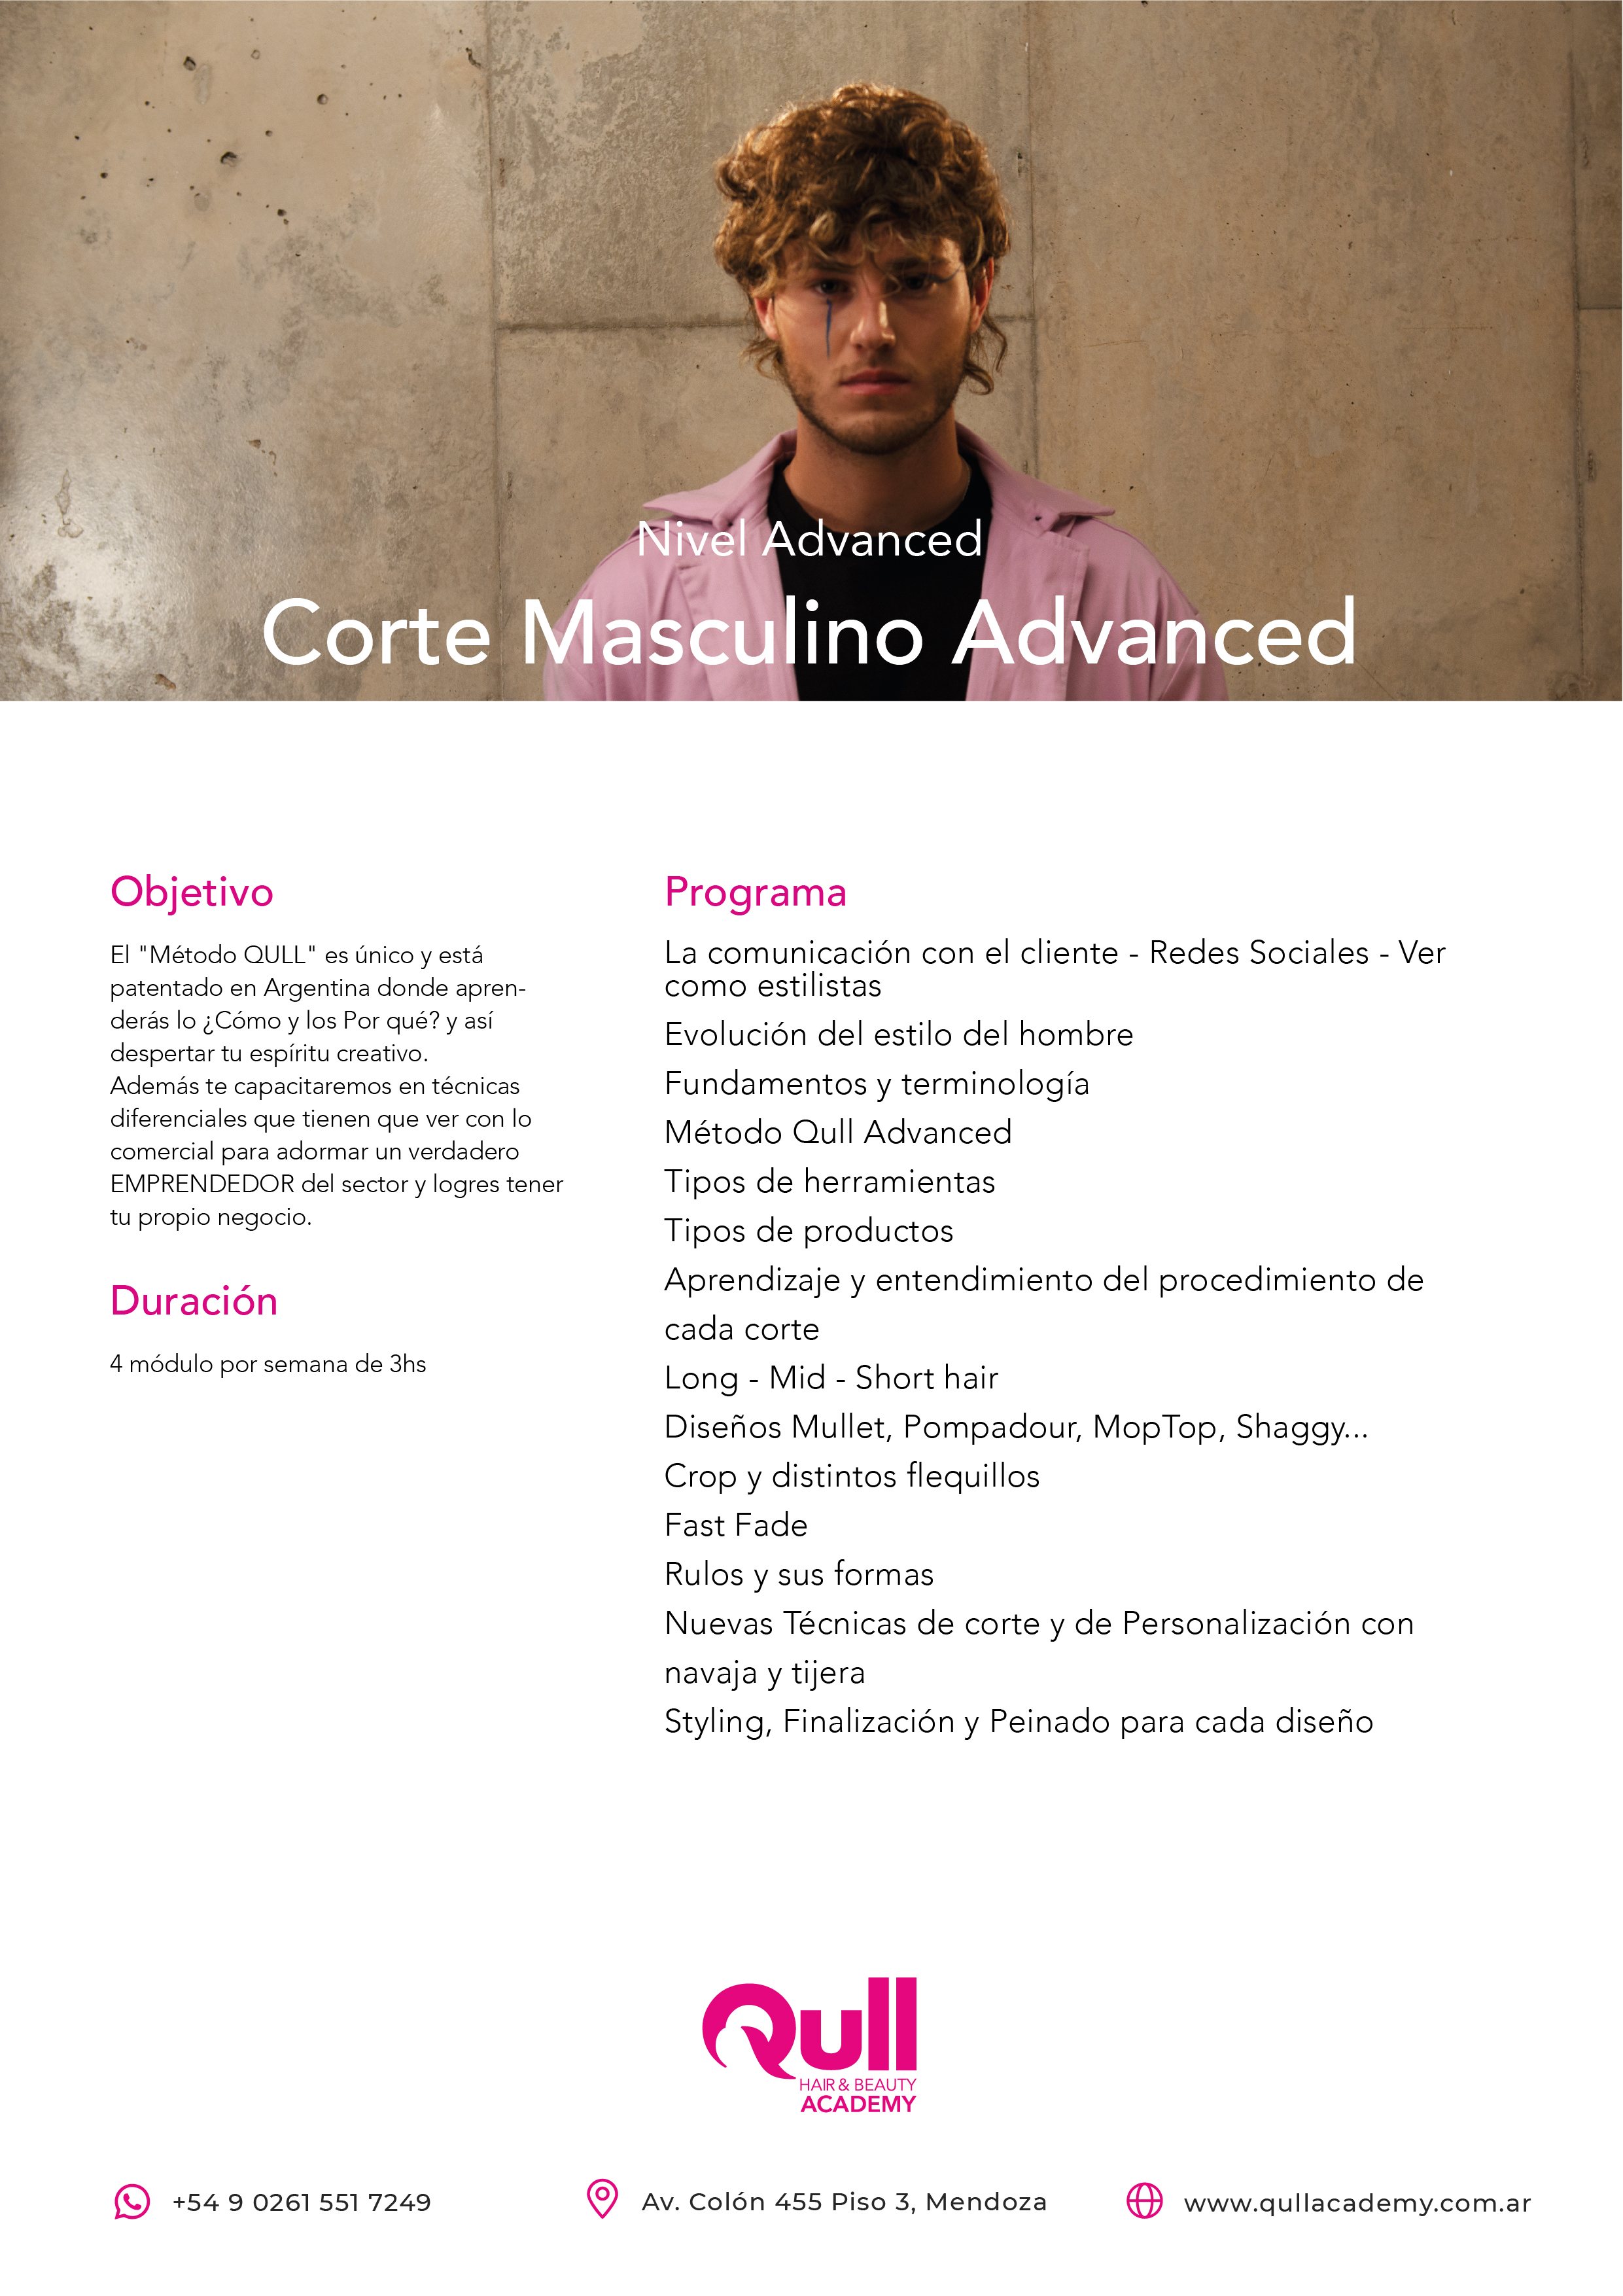 Nivel Advanced
Corte Masculino Advanced
Objetivo
El "Método QULL" es único y está
patentado en Argentina donde apren-
derás lo ¿Cómo y los Por qué? y así
despertar tu espíritu creativo.
Además te capacitaremos en técnicas
diferenciales que tienen que ver con lo
comercial para adormar un verdadero
EMPRENDEDOR del sector y logres tener
tu propio negocio.
Duración
4 módulo por semana de 3hs
Programa
La comunicación con el cliente - Redes Sociales - Ver
como estilistas
Evolución del estilo del hombre
Fundamentos y terminología
Método Qull Advanced
Tipos de herramientas
Tipos de productos
Aprendizaje y entendimiento del procedimiento de
cada corte
Long - Mid - Short hair
Diseños Mullet, Pompadour, MopTop, Shaggy...
Crop y distintos flequillos
Fast Fade
Rulos y sus formas
Nuevas Técnicas de corte y de Personalización con
navaja y tijera
Styling, Finalización y Peinado para cada diseño
Qull
HAIR & BEAUTY
ACADEMY
+54 9 0261 551 7249
Av. Colón 455 Piso 3, Mendoza
www.qullacademy.com.ar